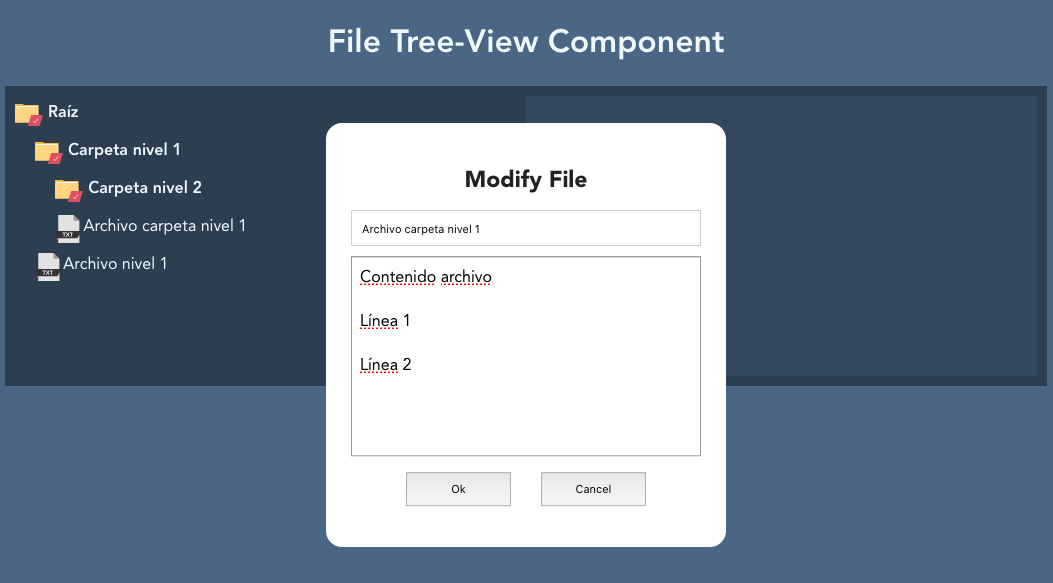 File Tree-View Component
Raíz
Carpeta nivel 1
Carpeta nivel 2
TXT
Archivo carpeta nivel 1
TXT
Archivo nivel 1
Modify File
Archivo carpeta nivel 1
Contenido archivo
Línea 1
Línea 2
Ok
Cancel